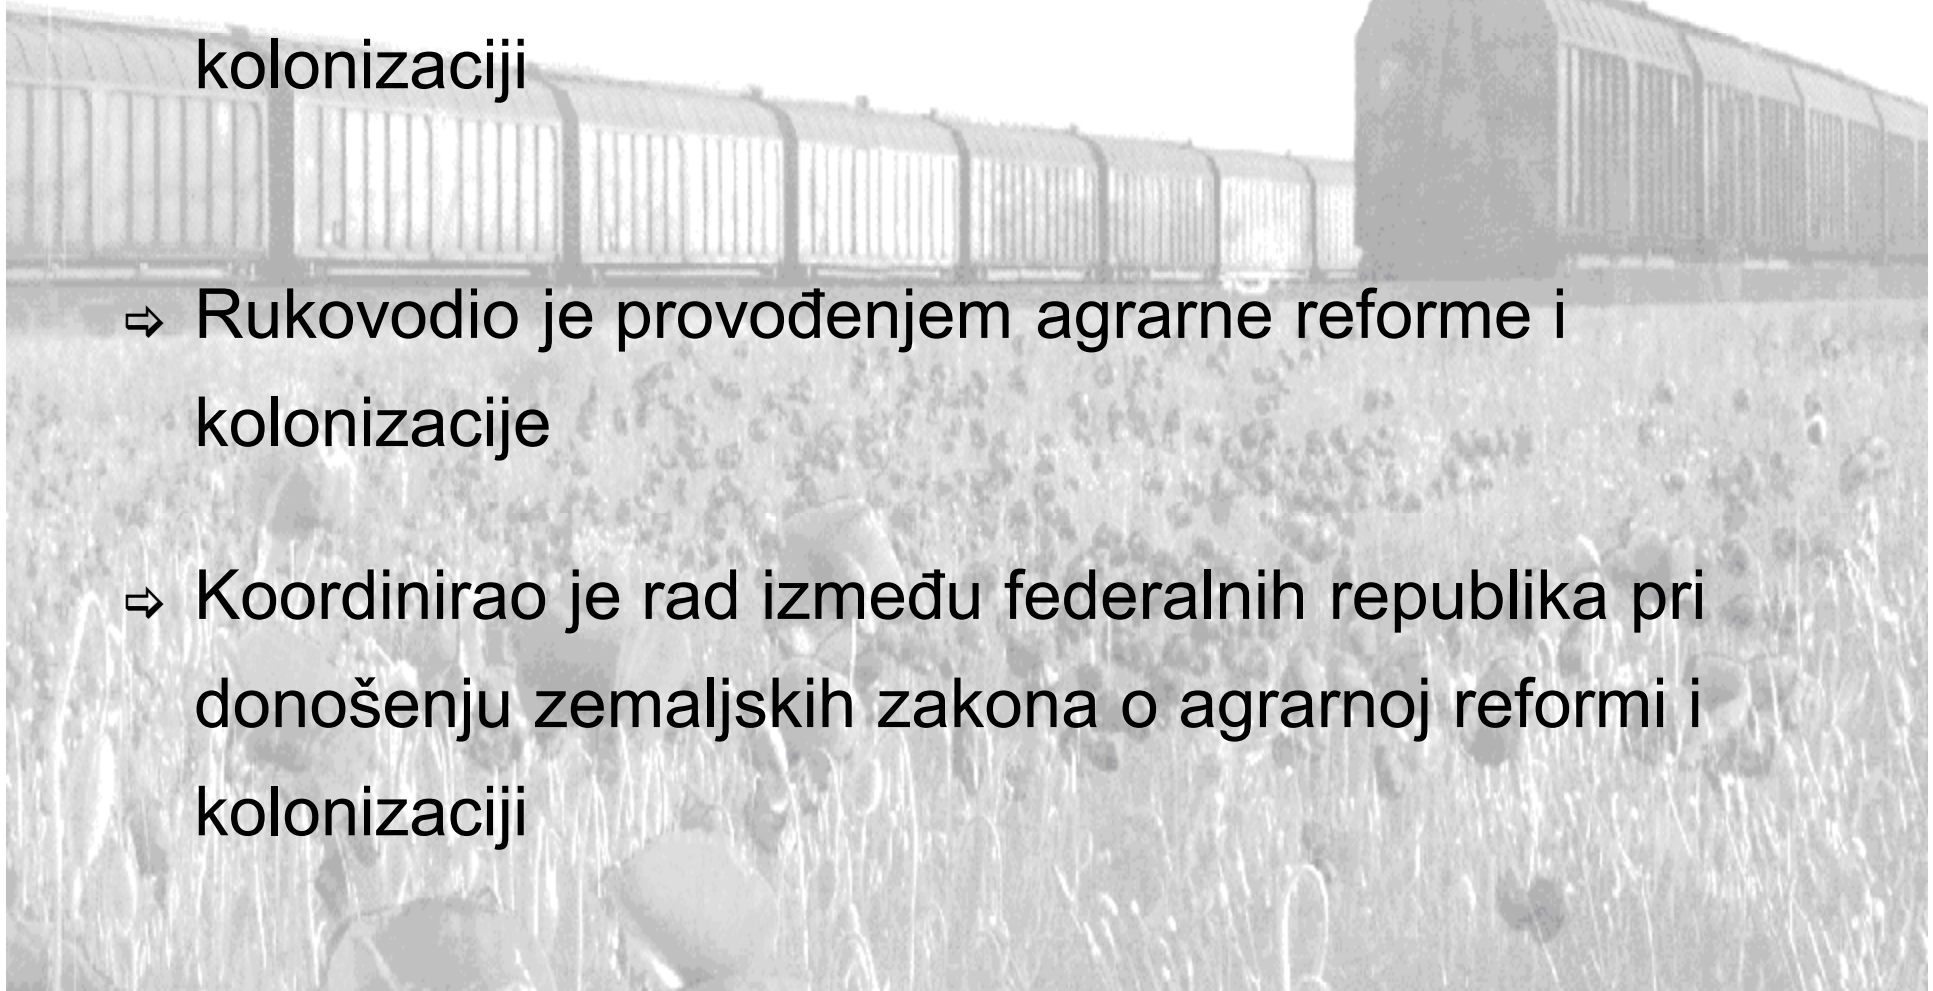 kolonizaciji
⇨ Rukovodio je provođenjem agrarne reforme i
kolonizacije
⇨ Koordinirao je rad između federalnih republika pri
donošenju zemaljskih zakona o agrarnoj reformi i
kolonizaciji